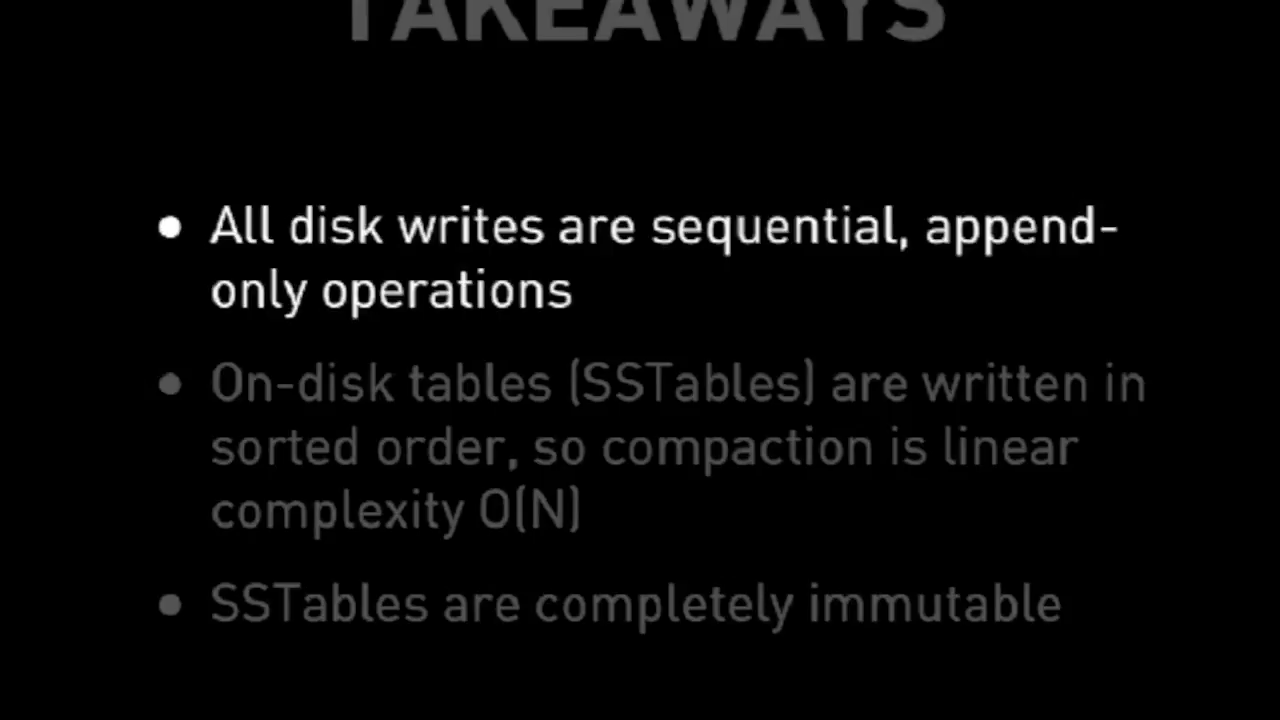 TAKEAWAYS
• All disk writes are sequential, append-
only operations
• On-disk tables (SSTables) are written in
sorted order, so compaction is linear
complexity O(N)
• SSTables are completely immutable